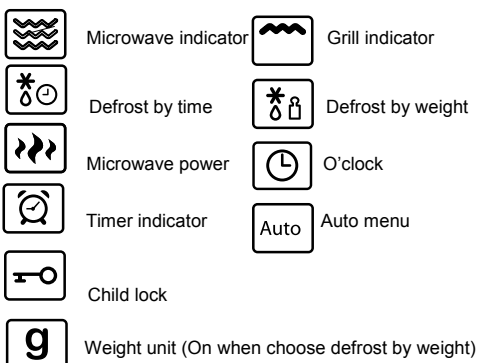 Microwave indicator Grill indicator
Defrost by time Defrost by weight
Microwave power O'clock
Timer indicator Auto Auto menu
Child lock
g Weight unit (On when choose defrost by weight)